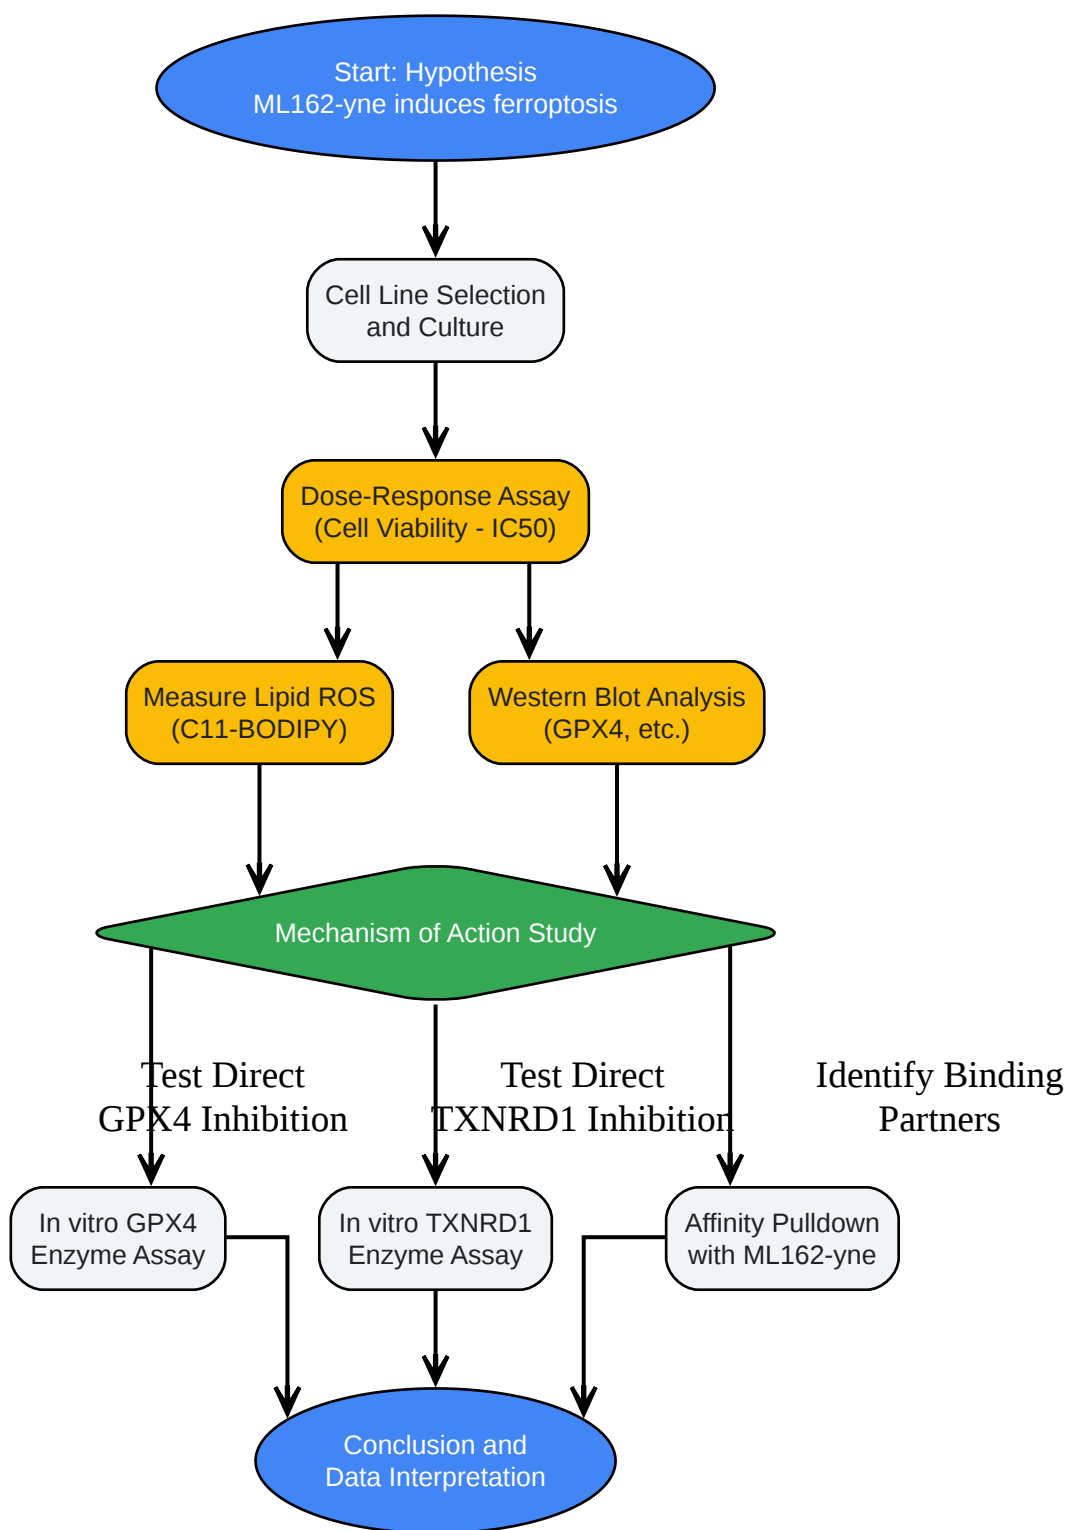 Start: Hypothesis
ML162-yne induces ferroptosis
Cell Line Selection
and Culture
Dose-Response Assay
(Cell Viability - IC50)
Measure Lipid ROS
(C11-BODIPY)
Western Blot Analysis
(GPX4, etc.)
Mechanism of Action Study
Test Direct
GPX4 Inhibition
Test Direct
TXNRD1 Inhibition
Identify Binding
Partners
In vitro GPX4
Enzyme Assay
In vitro TXNRD1
Enzyme Assay
Affinity Pulldown
with ML162-yne
Conclusion and
Data Interpretation